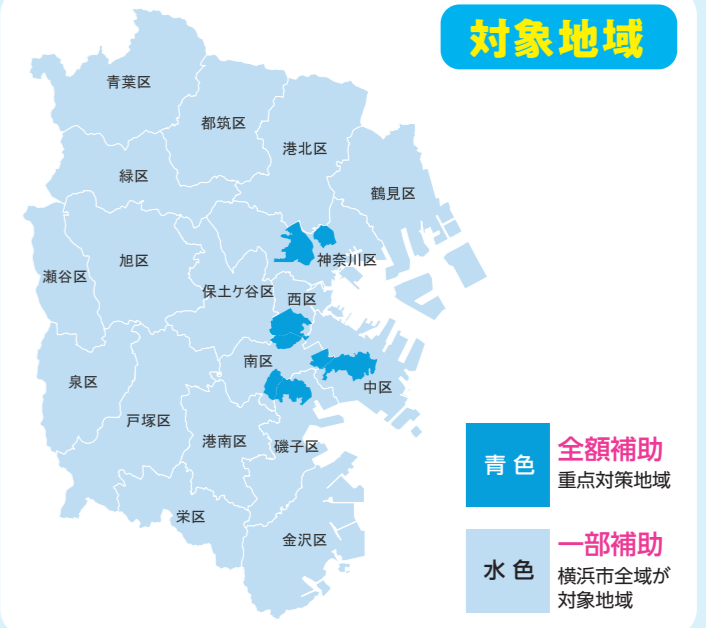 対象地域
青葉区
都筑区
港北区
緑区
鶴見区
旭区
神奈川区
瀬谷区
保土ケ谷区
西区
南区
泉区
中区
戸塚区
港南区
磯子区
栄区
金沢区
青色
全額補助
重点対策地域
水色
一部補助
横浜市全域が
対象地域